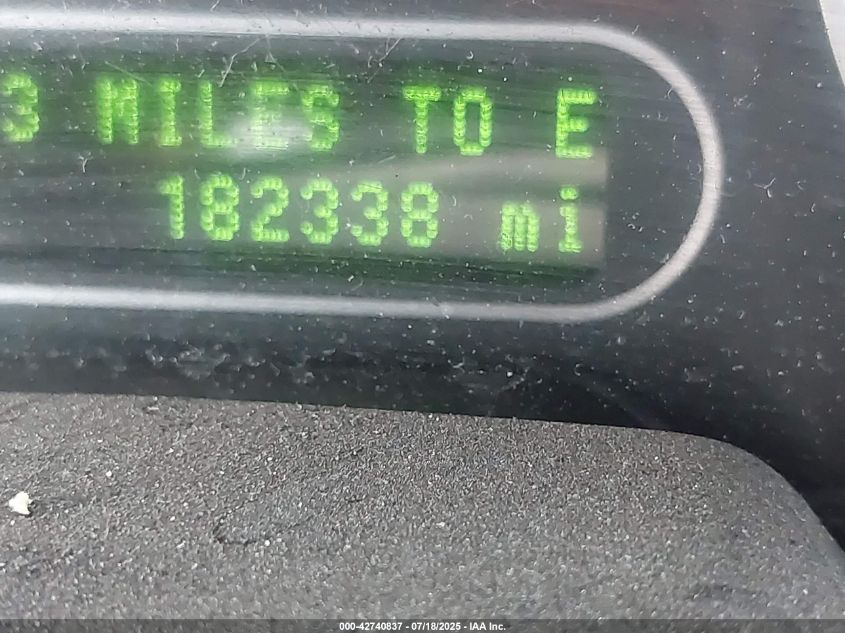 3 MILES TO E
182338 mi
000-42740837 - 07/18/2025 - IAA Inc.